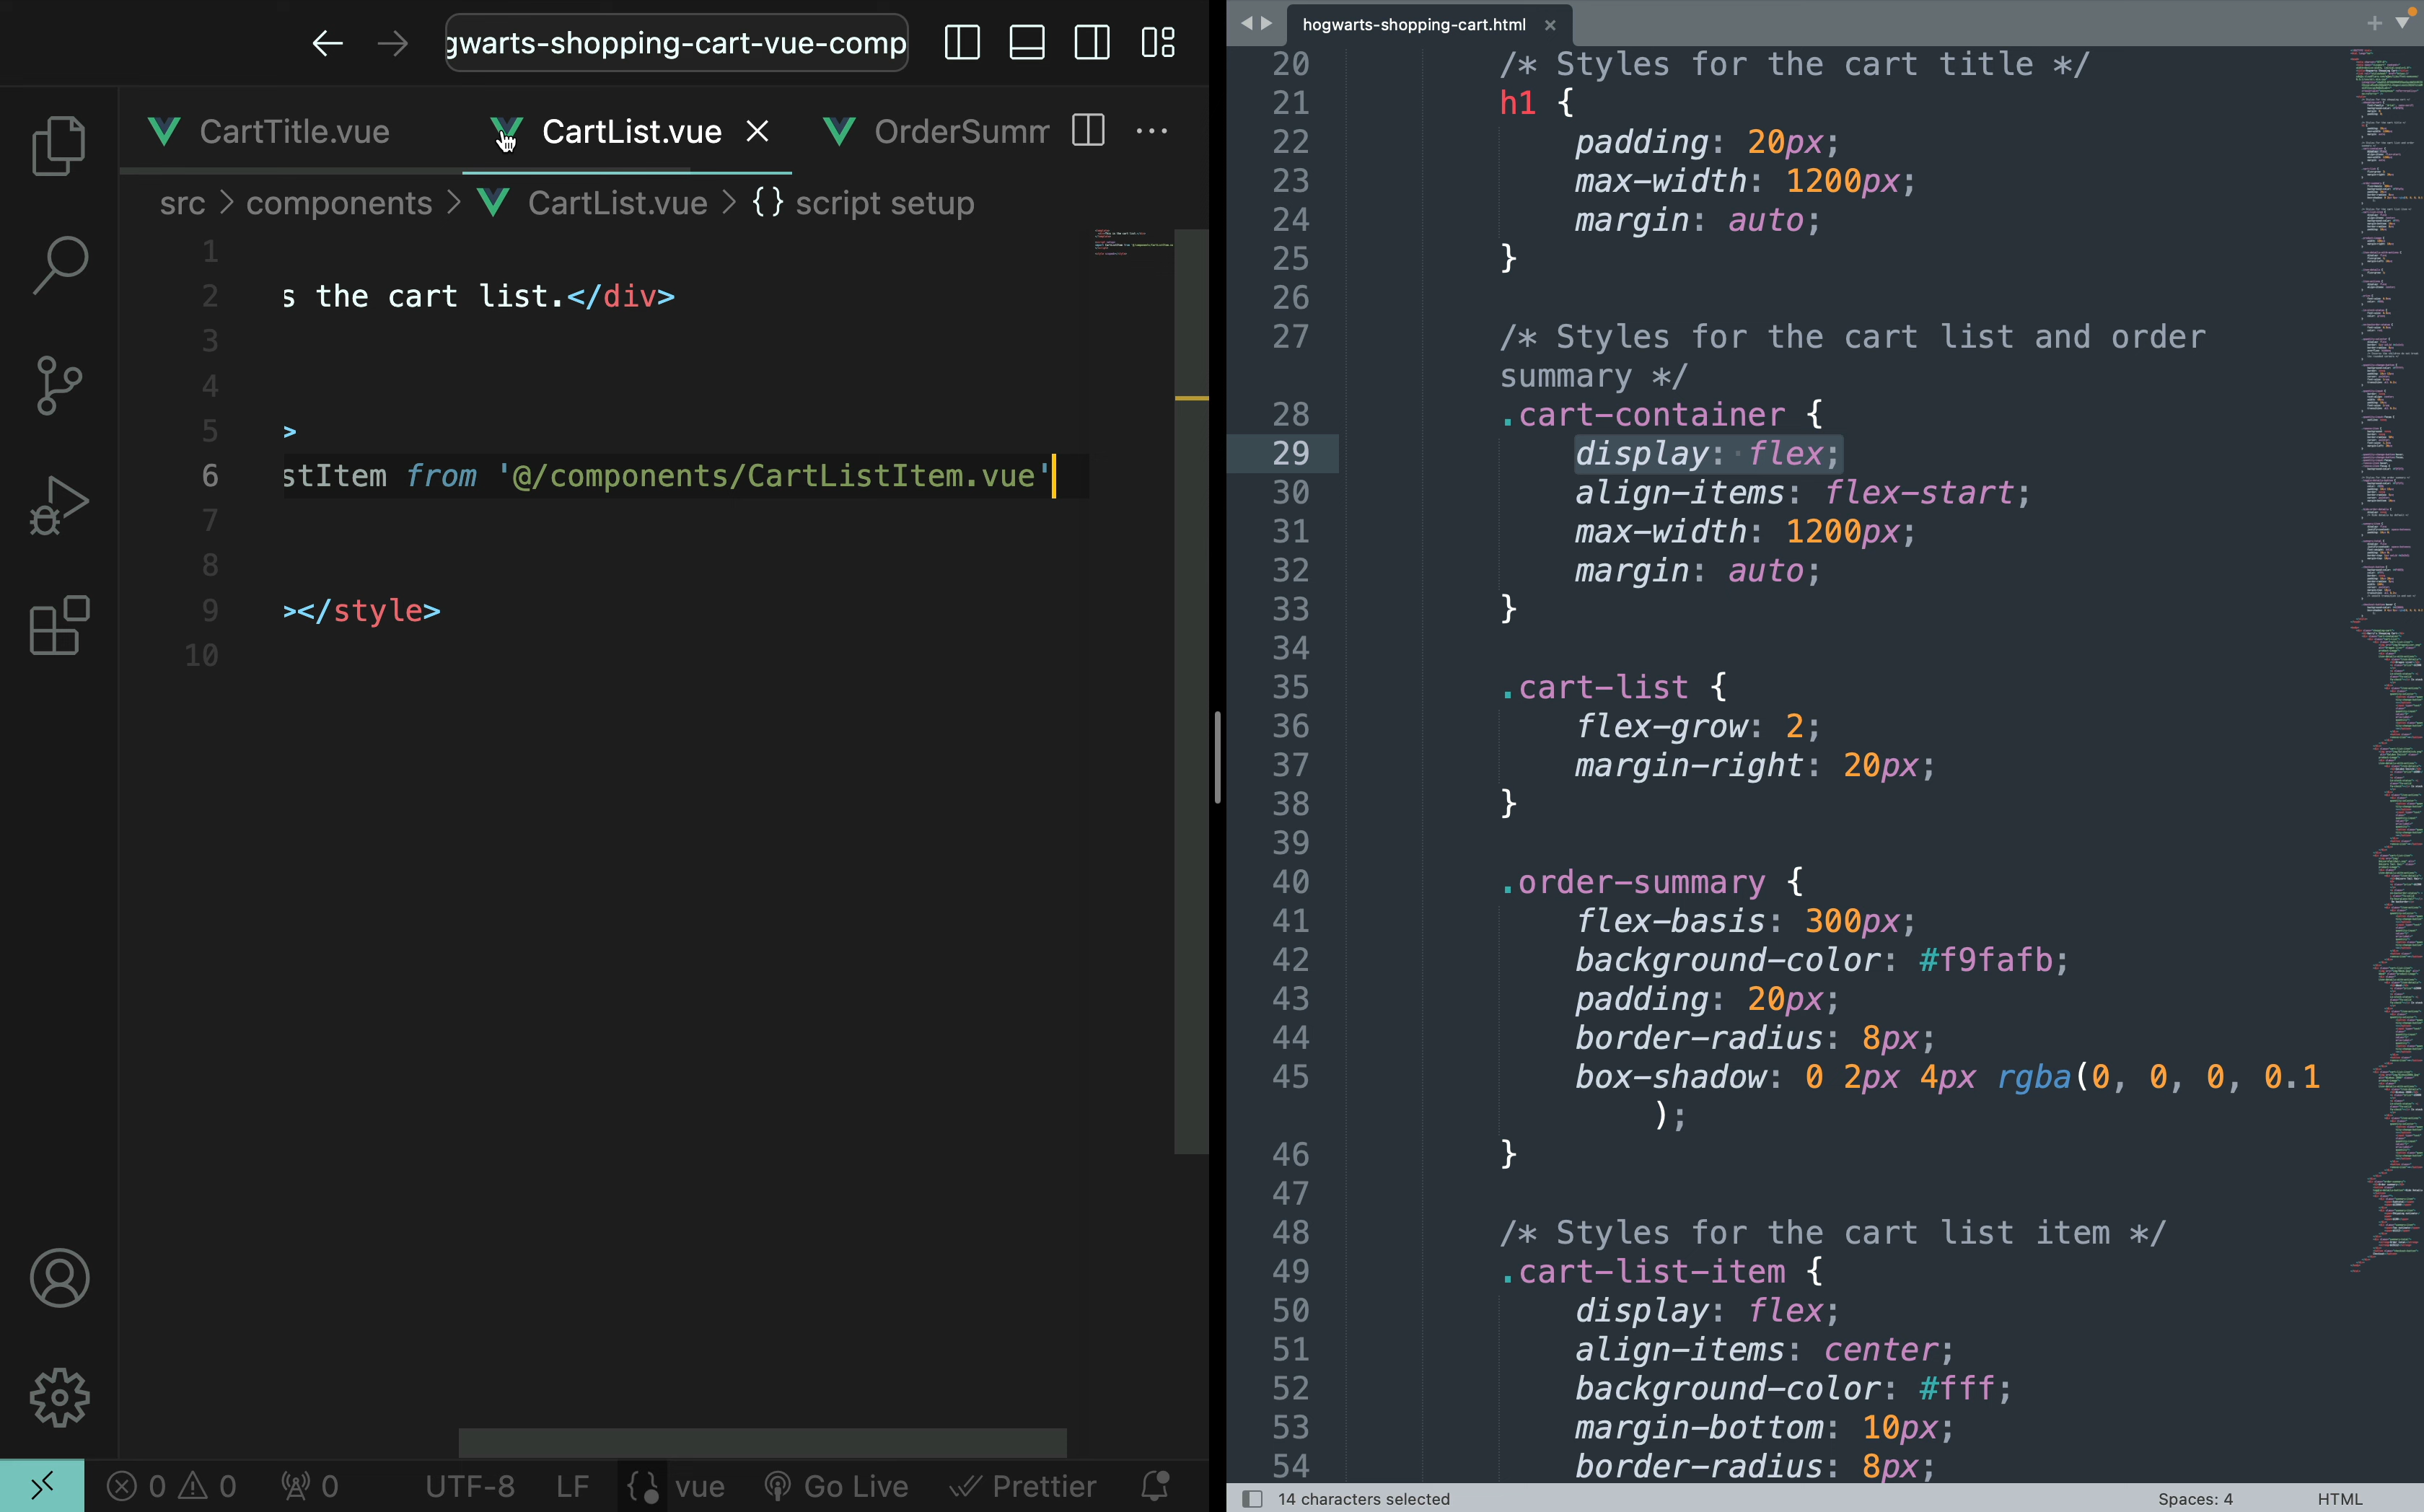 gwarts-shopping-cart-vue-comp
CartTitle.vue
CartList.vue
OrderSumm
src > components > CartList.vue > {} script setup
1
2 s the cart list.</div>
3
4
5 >
6 stItem from '@/components/CartListItem.vue'
7
8
9 ></style>
10
0 0 0 UTF-8 LF vue Go Live Prettier
hogwarts-shopping-cart.html
20 /* Styles for the cart title */
21 h1 {
22 padding: 20px;
23 max-width: 1200px;
24 margin: auto;
25 }
26
27 /* Styles for the cart list and order
summary */
28 .cart-container {
29 display: flex;
30 align-items: flex-start;
31 max-width: 1200px;
32 margin: auto;
33 }
34
35 .cart-list {
36 flex-grow: 2;
37 margin-right: 20px;
38 }
39
40 .order-summary {
41 flex-basis: 300px;
42 background-color: #f9fafb;
43 padding: 20px;
44 border-radius: 8px;
45 box-shadow: 0 2px 4px rgba(0, 0, 0, 0.1
);
46 }
47
48 /* Styles for the cart list item */
49 .cart-list-item {
50 display: flex;
51 align-items: center;
52 background-color: #fff;
53 margin-bottom: 10px;
54 border-radius: 8px;
14 characters selected
Spaces: 4
HTML